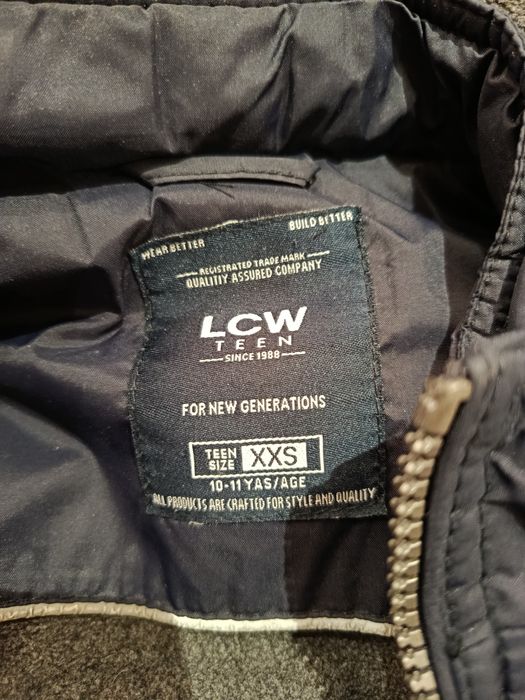 WEAR BETTER
BUILD BETTER
REGISTRATED TRADE MARK
QUALITIY ASSURED COMPANY
LCW
TEEN
SINCE 1988
FOR NEW GENERATIONS
TEEN SIZE XXS
10-11 YAS/AGE
ALL PRODUCTS ARE CRAFTED FOR STYLE AND QUALITY